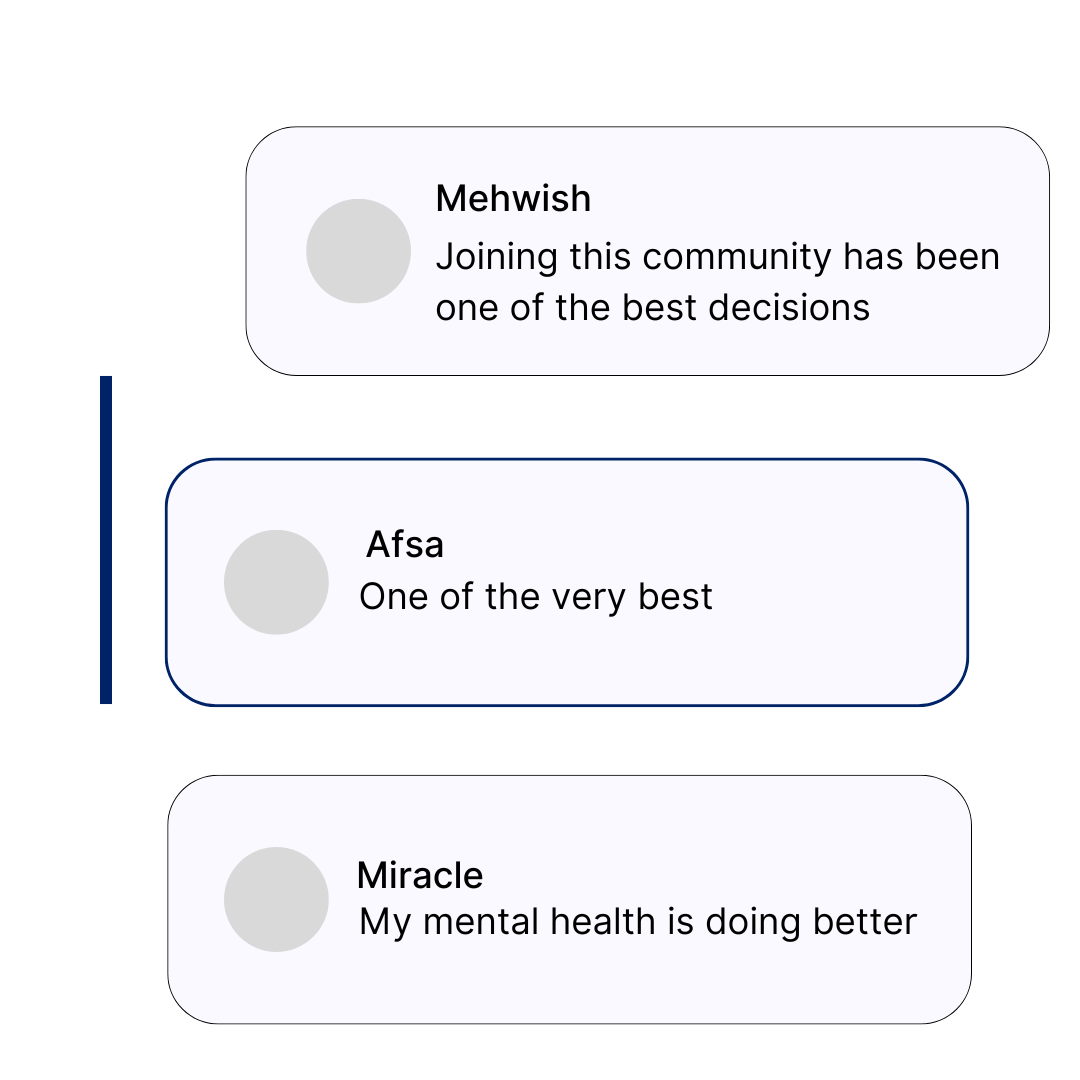 Mehwish
Joining this community has been
one of the best decisions
Afsa
One of the very best
Miracle
My mental health is doing better